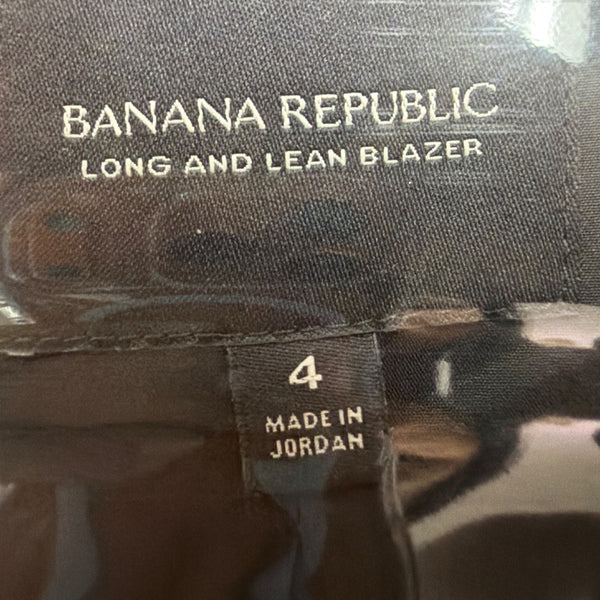 BANANA REPUBLIC
LONG AND LEAN BLAZER
4
MADE IN
JORDAN